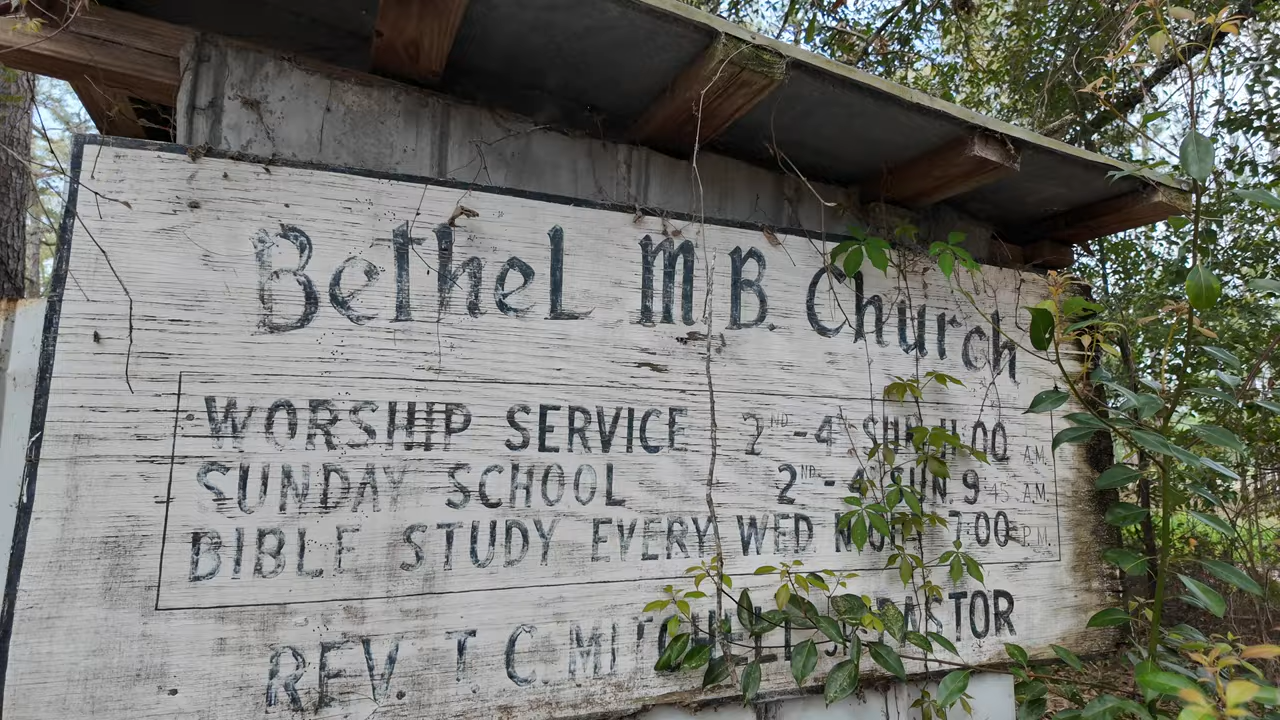 Bethel M.B. Church
WORSHIP SERVICE 2ND - 4TH SUN 11:00 A.M.
SUNDAY SCHOOL 2ND - 4 SUN. 9:45 A.M.
BIBLE STUDY EVERY WED NIGHT 7:00 P.M.
REV. T. C. MITCHELL SR. PASTOR